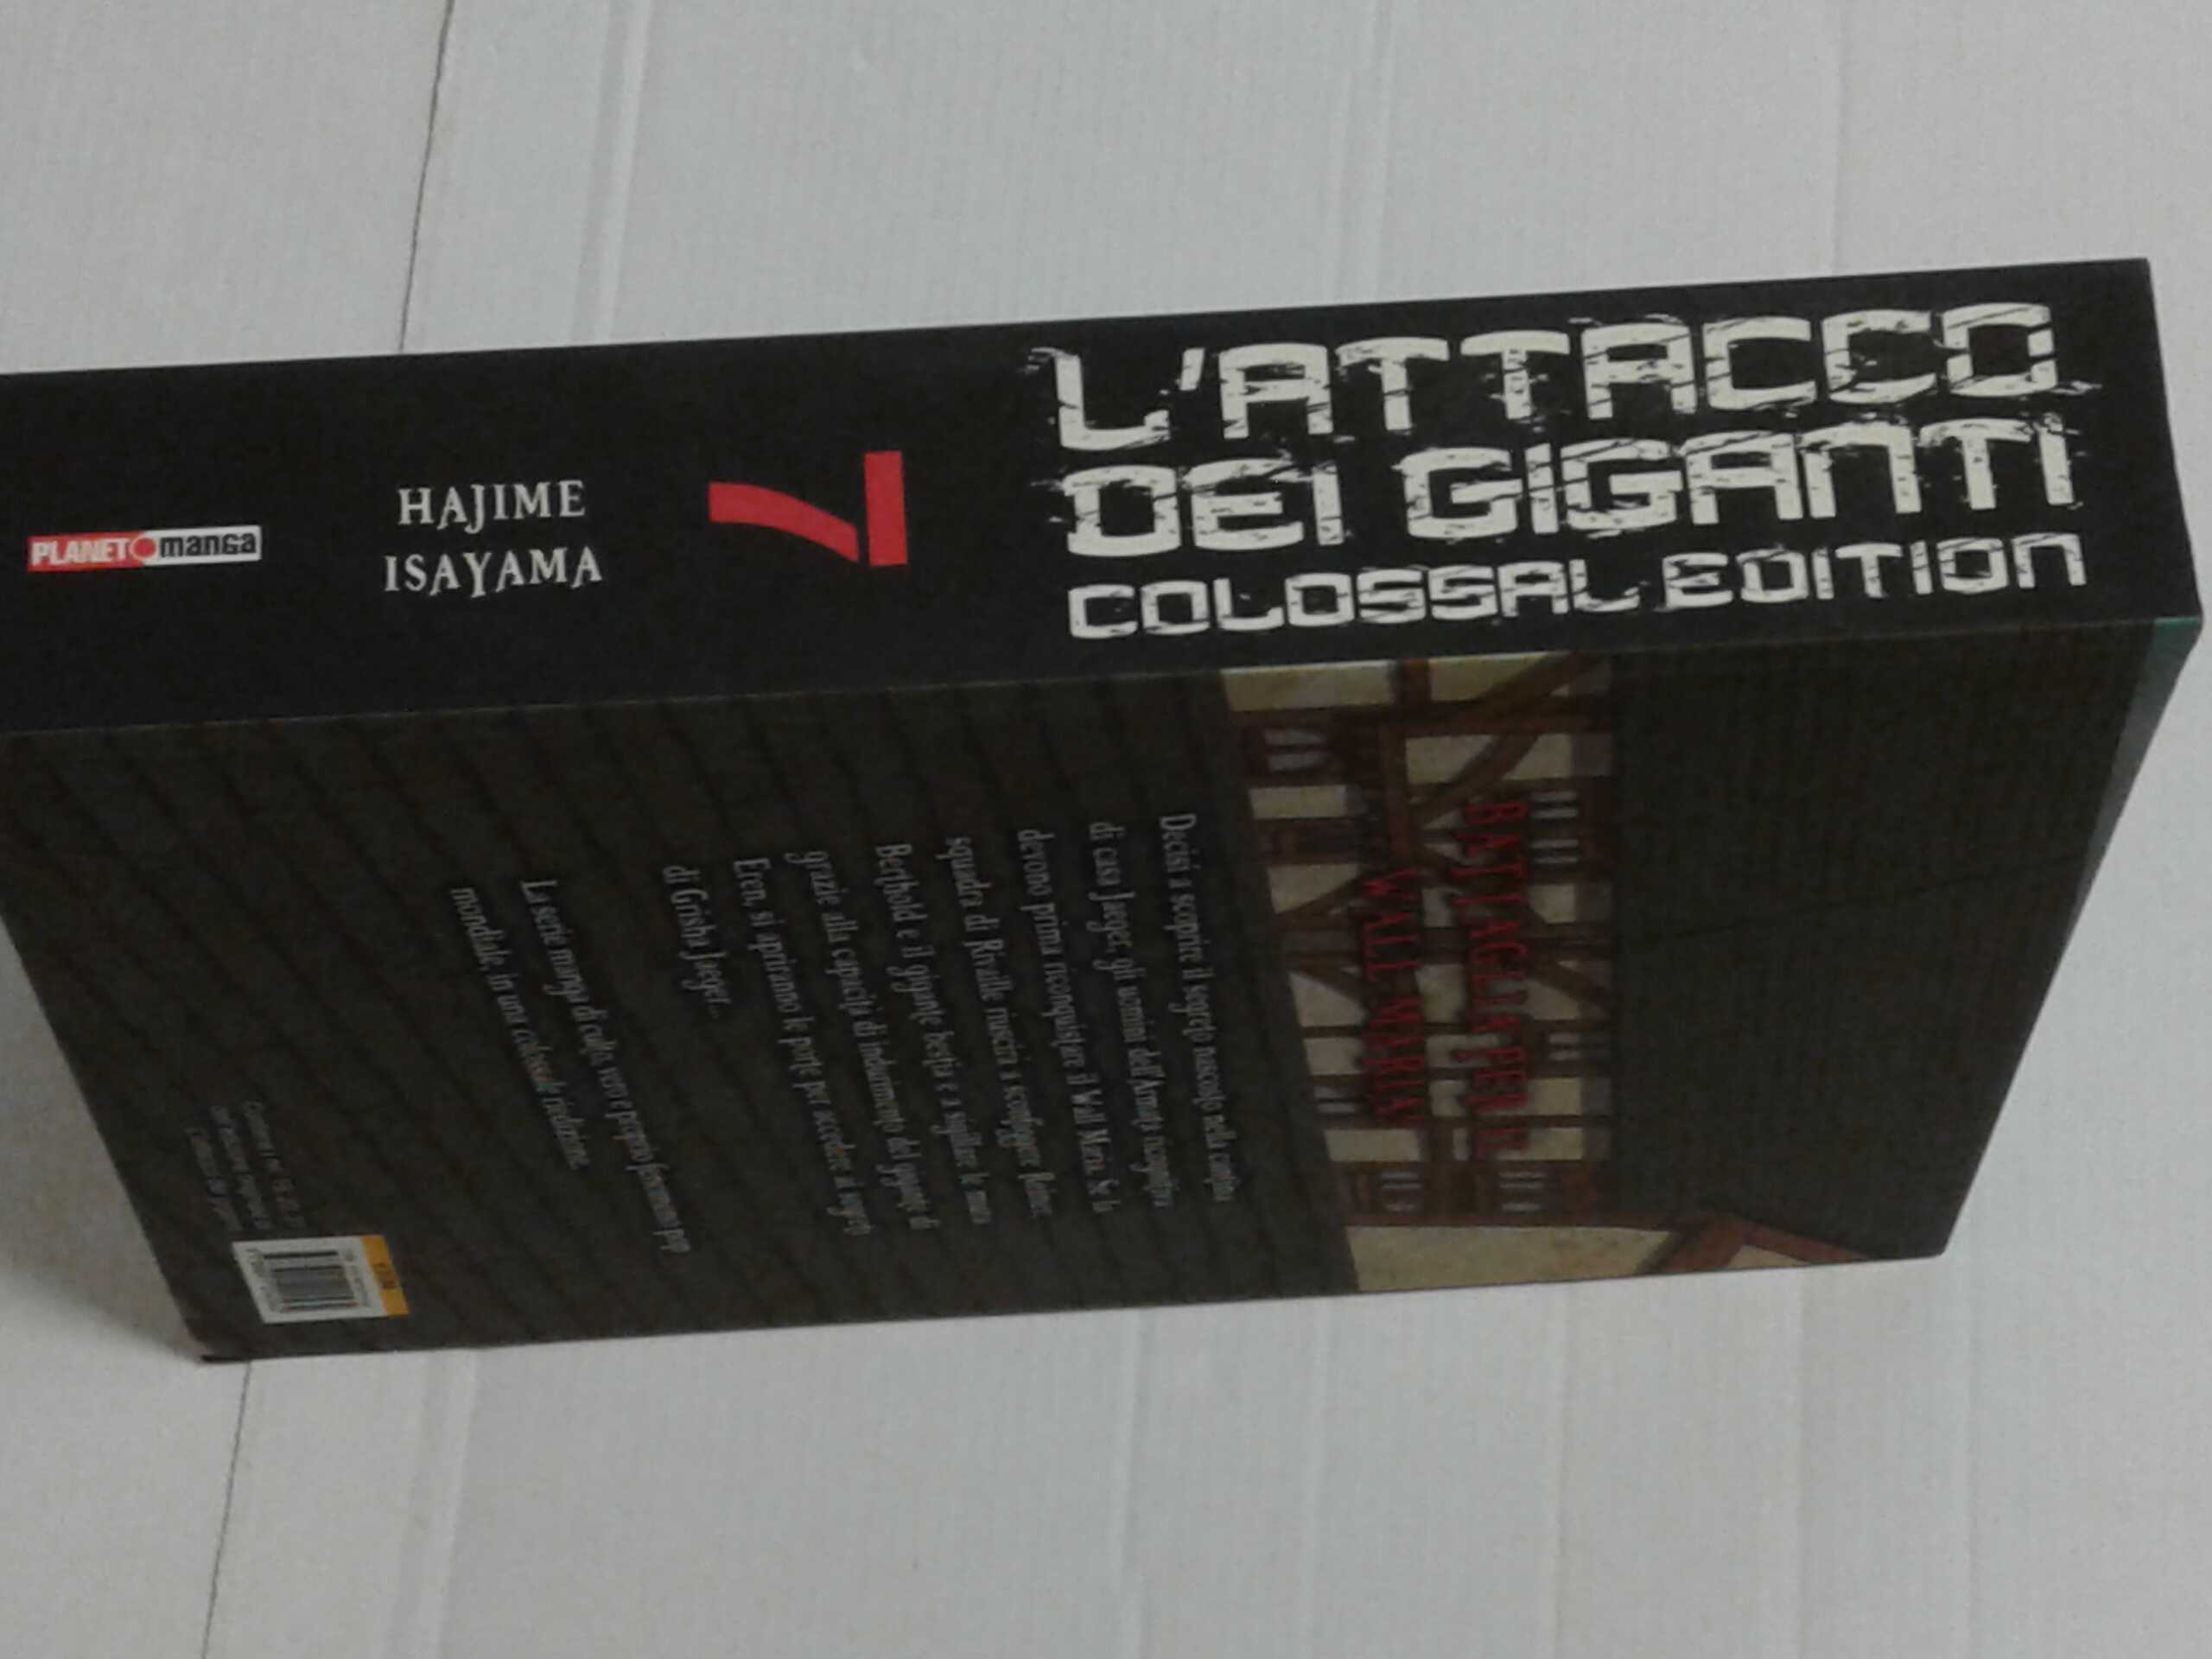 L'ATTACCO
DEI GIGANTI
COLOSSAL EDITION
7
HAJIME
ISAYAMA
PLANET manga
BATTAGLIA PER IL
WALL MARIA
Decisi a scoprire il segreto nascosto nella cantina
di casa Jaeger, gli uomini dell'Armata ricognitiva
devono prima riconquistare il Wall Maria. Se la
squadra di Rivaille riuscirà a sconfiggere Reiner,
Berthold e il gigante bestia e a sigillare le mura
grazie alla capacità di indurimento del gigante di
Eren, si apriranno le porte per accedere al segreto
di Grisha Jaeger...
La serie manga di culto, vero e proprio fenomeno pop
mondiale, in una colossale riedizione.